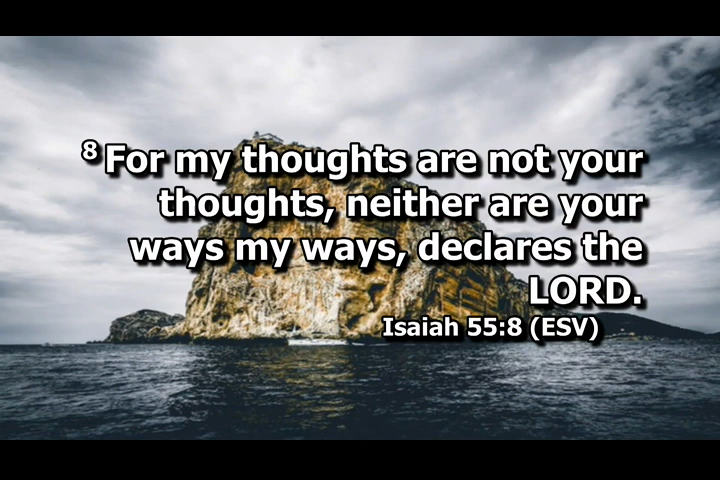 8 For my thoughts are not your
thoughts, neither are your
ways my ways, declares the
LORD.
Isaiah 55:8 (ESV)